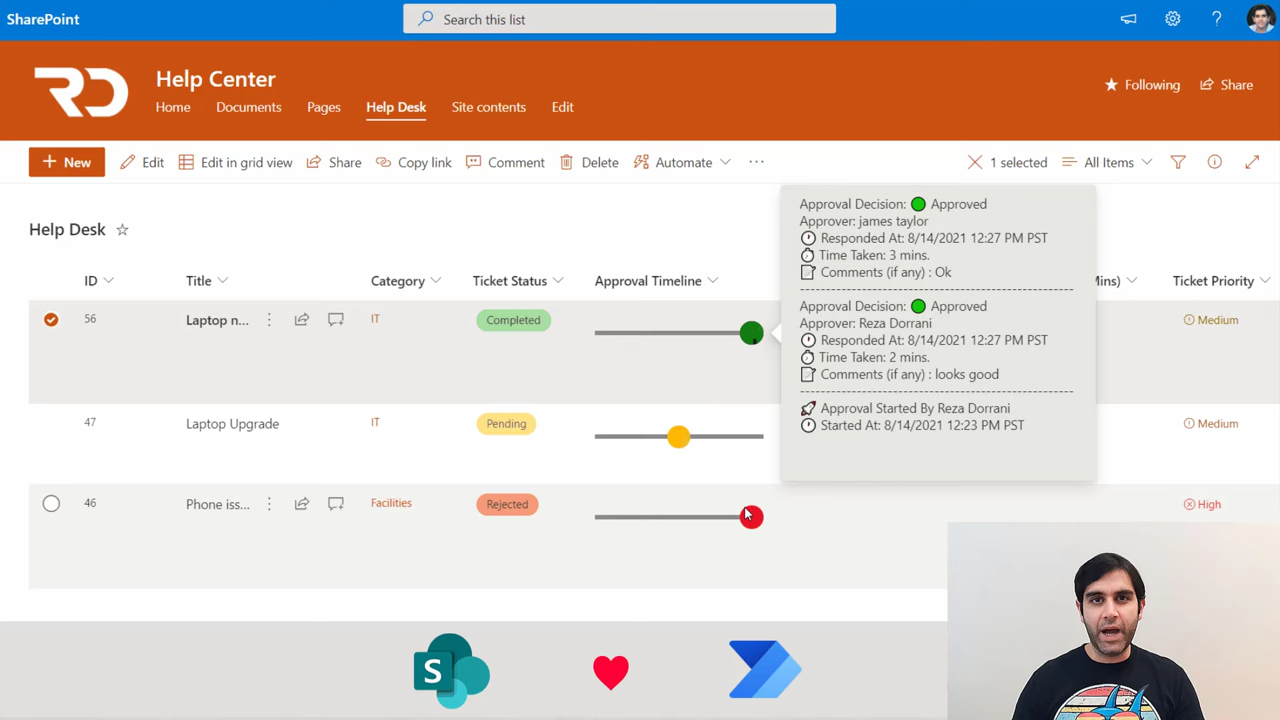 SharePoint
Search this list
RD
Help Center
Home Documents Pages Help Desk Site contents Edit
Following Share
+ New Edit Edit in grid view Share Copy link Comment Delete Automate ··· 1 selected All Items
Help Desk
ID Title Category Ticket Status Approval Timeline Mins) Ticket Priority
56 Laptop n... IT Completed Medium
47 Laptop Upgrade IT Pending Medium
46 Phone iss... Facilities Rejected High
Approval Decision: Approved
Approver: james taylor
Responded At: 8/14/2021 12:27 PM PST
Time Taken: 3 mins.
Comments (if any) : Ok
--------------------------------------------------------
Approval Decision: Approved
Approver: Reza Dorrani
Responded At: 8/14/2021 12:27 PM PST
Time Taken: 2 mins.
Comments (if any) : looks good
--------------------------------------------------------
Approval Started By Reza Dorrani
Started At: 8/14/2021 12:23 PM PST
S